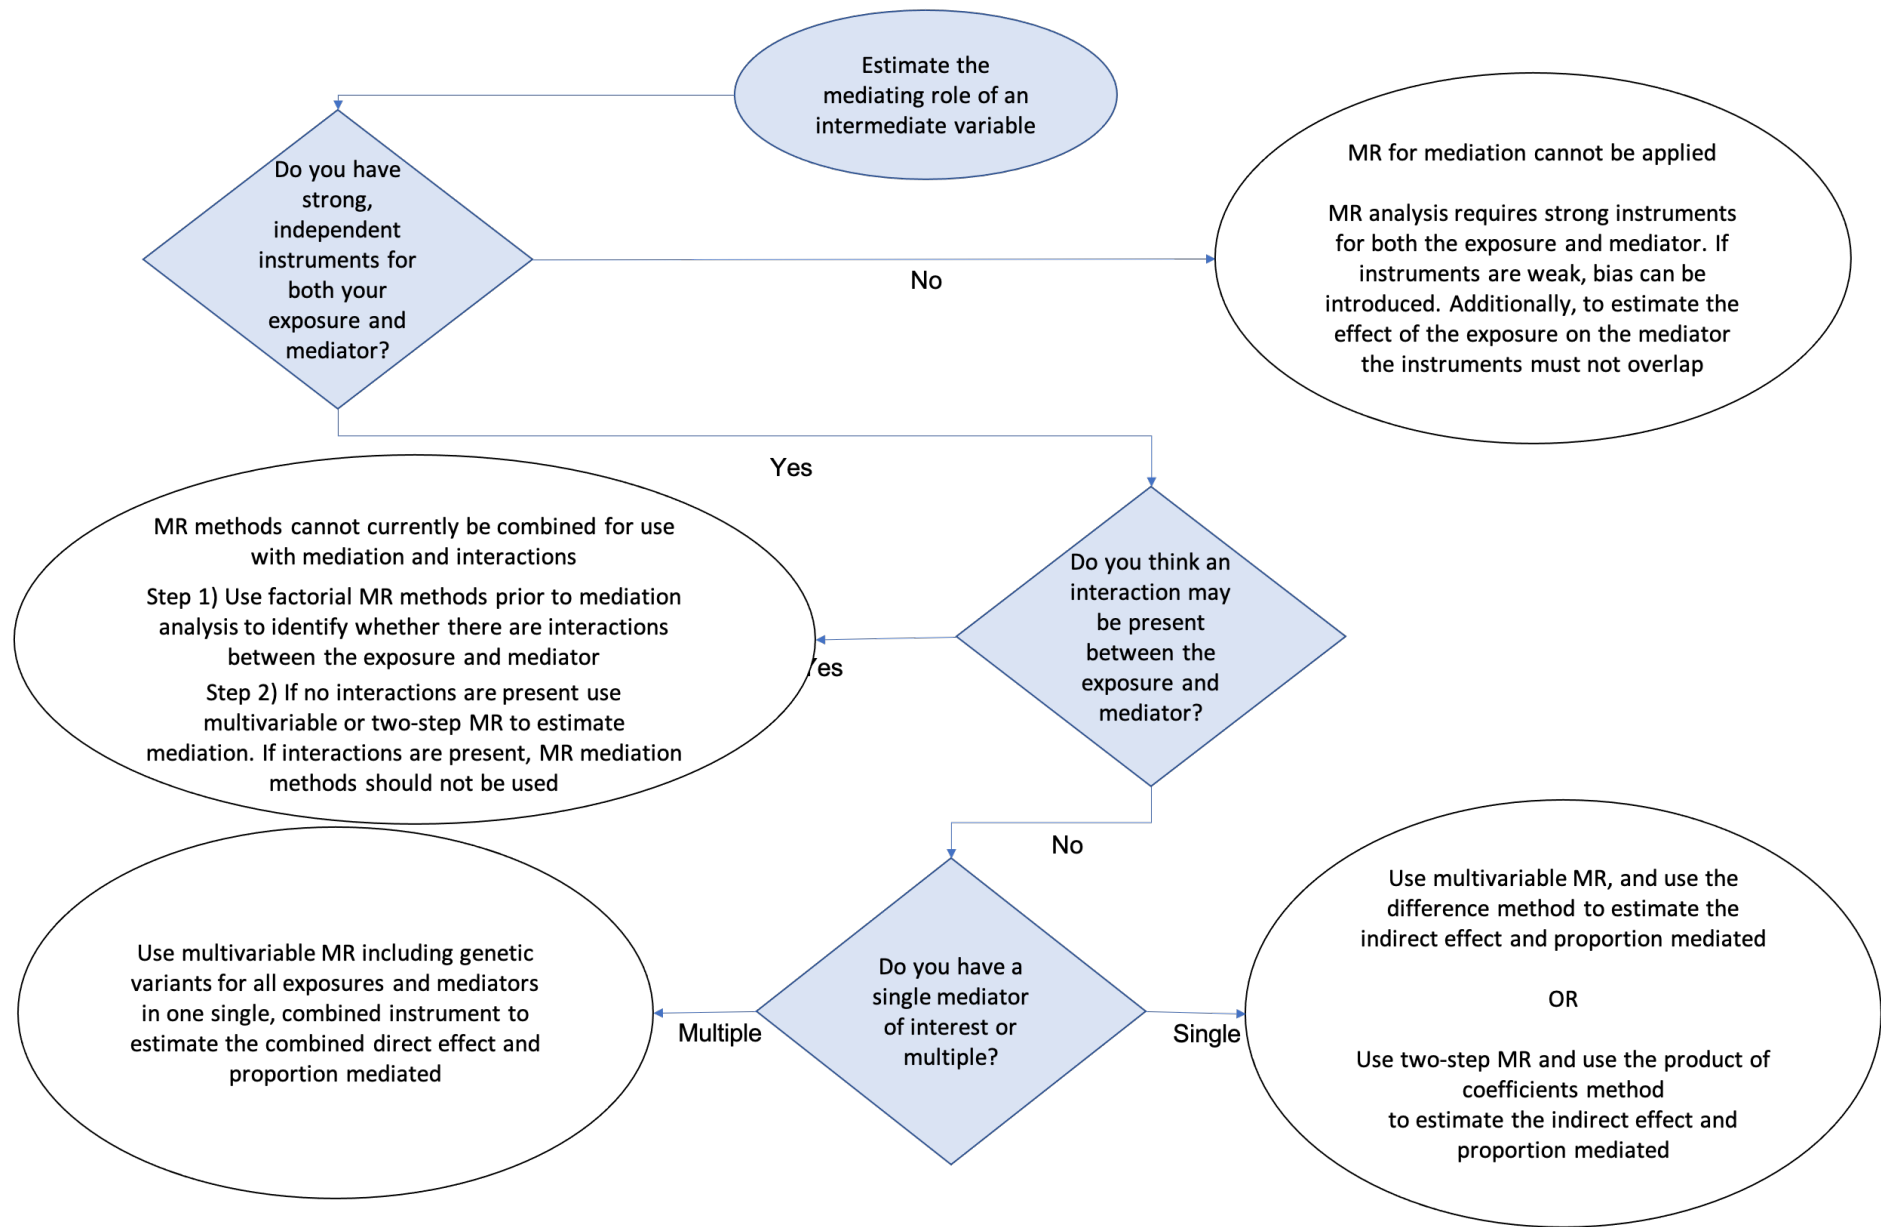 Estimate the
mediating role of an
intermediate variable
Do you have
strong,
independent
instruments for
both your
exposure and
mediator?
No
MR for mediation cannot be applied
MR analysis requires strong instruments
for both the exposure and mediator. If
instruments are weak, bias can be
introduced. Additionally, to estimate the
effect of the exposure on the mediator
the instruments must not overlap
Yes
Do you think an
interaction may
be present
between the
exposure and
mediator?
Yes
MR methods cannot currently be combined for use
with mediation and interactions
Step 1) Use factorial MR methods prior to mediation
analysis to identify whether there are interactions
between the exposure and mediator
Step 2) If no interactions are present use
multivariable or two-step MR to estimate
mediation. If interactions are present, MR mediation
methods should not be used
No
Do you have a
single mediator
of interest or
multiple?
Multiple
Use multivariable MR including genetic
variants for all exposures and mediators
in one single, combined instrument to
estimate the combined direct effect and
proportion mediated
Single
Use multivariable MR, and use the
difference method to estimate the
indirect effect and proportion mediated
OR
Use two-step MR and use the product of
coefficients method
to estimate the indirect effect and
proportion mediated